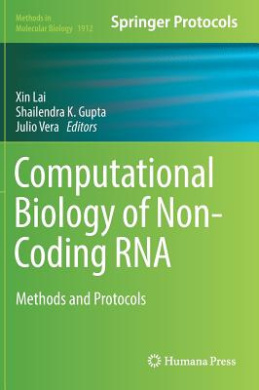 Methods in
Molecular Biology 1912
Springer Protocols
Xin Lai
Shailendra K. Gupta
Julio Vera Editors
Computational
Biology of Non-
Coding RNA
Methods and Protocols
Humana Press